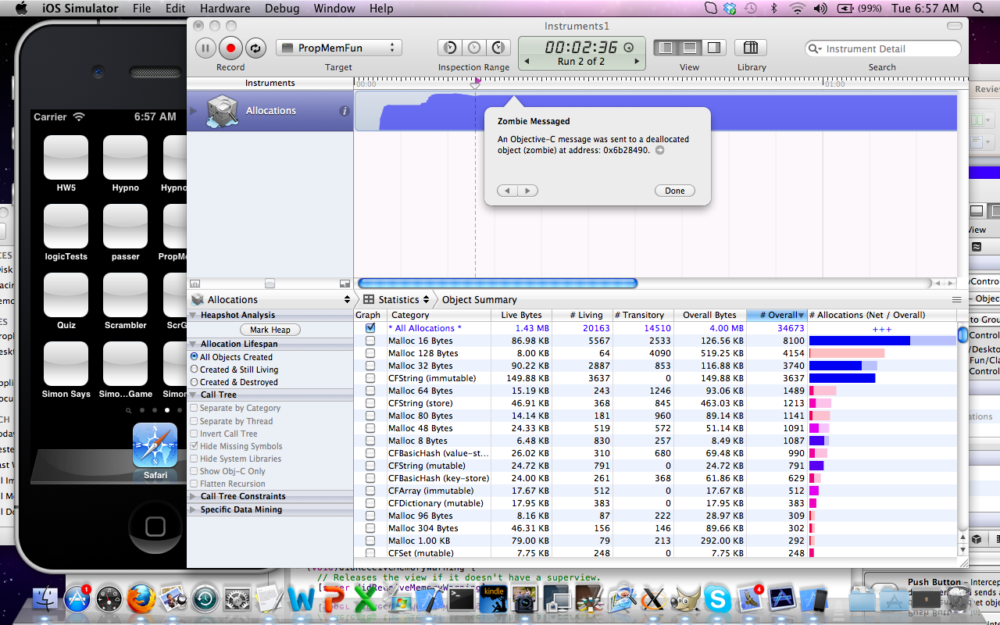 iOS Simulator File Edit Hardware Debug Window Help (99%) Tue 6:57 AM
Instruments1
PropMemFun
00:02:36
Run 2 of 2
Instrument Detail
Record Target Inspection Range View Library Search
Instruments 00:00 01:00
Allocations
Zombie Messaged
An Objective-C message was sent to a deallocated
object (zombie) at address: 0x6b28490.
Done
Carrier 6:57 AM
HW5 Hypno Hypno
logicTests passer PropMe
Quiz Scrambler ScrG
Simon Says Simo...Game Simon
Safari
Allocations Statistics Object Summary
Heapshot Analysis
Mark Heap
Allocation Lifespan
All Objects Created
Created & Still Living
Created & Destroyed
Call Tree
Separate by Category
Separate by Thread
Invert Call Tree
Hide Missing Symbols
Hide System Libraries
Show Obj-C Only
Flatten Recursion
Call Tree Constraints
Specific Data Mining
Graph Category Live Bytes # Living # Transitory Overall Bytes # Overall # Allocations (Net / Overall)
* All Allocations * 1.43 MB 20163 14510 4.00 MB 34673 +++
Malloc 16 Bytes 86.98 KB 5567 2533 126.56 KB 8100
Malloc 128 Bytes 8.00 KB 64 4090 519.25 KB 4154
Malloc 32 Bytes 90.22 KB 2887 853 116.88 KB 3740
CFString (immutable) 149.88 KB 3637 0 149.88 KB 3637
Malloc 64 Bytes 15.19 KB 243 1246 93.06 KB 1489
CFString (store) 46.91 KB 368 845 463.03 KB 1213
Malloc 80 Bytes 14.14 KB 181 960 89.14 KB 1141
Malloc 48 Bytes 24.33 KB 519 572 51.14 KB 1091
Malloc 8 Bytes 6.48 KB 830 257 8.49 KB 1087
CFBasicHash (value-st... 26.02 KB 310 680 69.48 KB 990
CFString (mutable) 24.72 KB 791 0 24.72 KB 791
CFBasicHash (key-store) 24.00 KB 261 368 61.86 KB 629
CFArray (immutable) 17.67 KB 512 0 17.67 KB 512
CFDictionary (mutable) 17.95 KB 383 0 17.95 KB 383
Malloc 96 Bytes 8.16 KB 87 222 28.97 KB 309
Malloc 304 Bytes 46.31 KB 156 146 89.66 KB 302
Malloc 1.00 KB 79.00 KB 79 213 292.00 KB 292
CFSet (mutable) 7.75 KB 248 0 7.75 KB 248
// Releases the view if it doesn't have a superview.
Push Button - Intercep
kindle